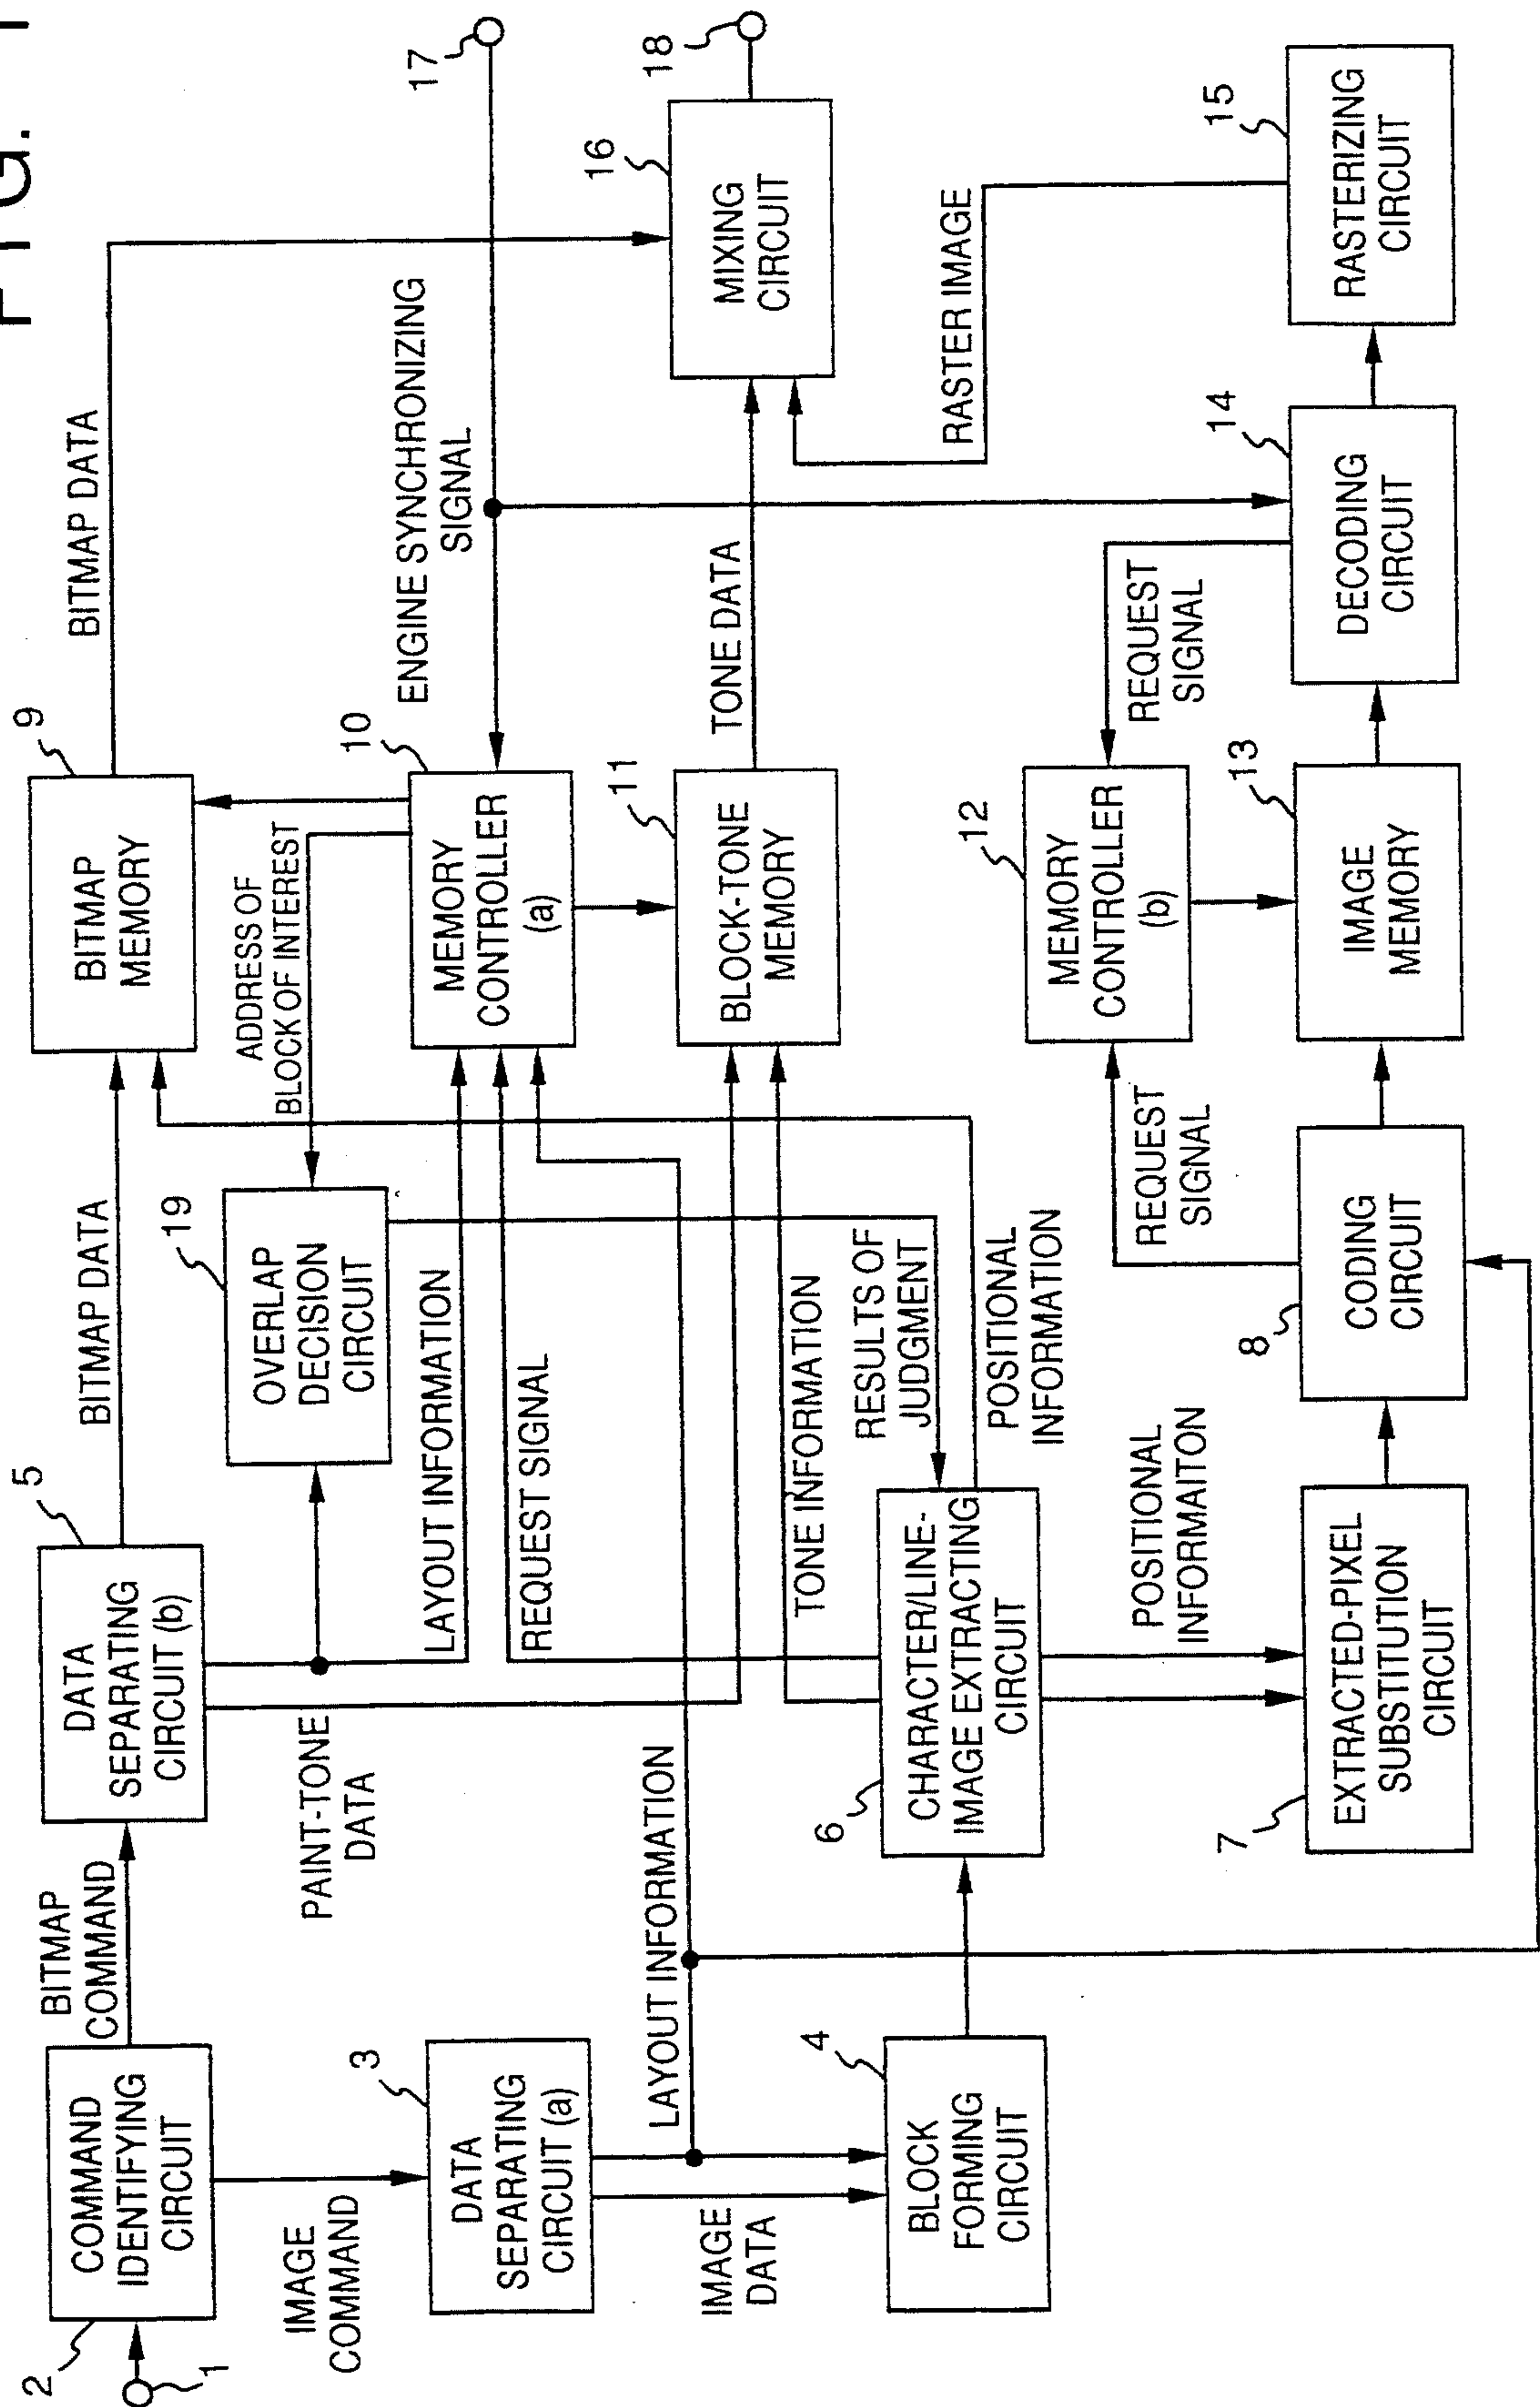 FIG. 1
1
2
COMMAND
IDENTIFYING
CIRCUIT
BITMAP
COMMAND
IMAGE
COMMAND
3
DATA
SEPARATING
CIRCUIT (a)
IMAGE
DATA
LAYOUT INFORMATION
4
BLOCK
FORMING
CIRCUIT
5
DATA
SEPARATING
CIRCUIT (b)
PAINT-TONE
DATA
BITMAP DATA
LAYOUT INFORMATION
REQUEST SIGNAL
TONE INFORMATION
19
OVERLAP
DECISION
CIRCUIT
ADDRESS OF
BLOCK OF INTEREST
RESULTS OF
JUDGMENT
POSITIONAL
INFORMATION
6
CHARACTER/LINE-
IMAGE EXTRACTING
CIRCUIT
POSITIONAL
INFORMAITON
7
EXTRACTED-PIXEL
SUBSTITUTION
CIRCUIT
8
CODING
CIRCUIT
REQUEST
SIGNAL
9
BITMAP
MEMORY
BITMAP DATA
10
MEMORY
CONTROLLER
(a)
ENGINE SYNCHRONIZING
SIGNAL
11
BLOCK-TONE
MEMORY
TONE DATA
12
MEMORY
CONTROLLER
(b)
REQUEST
SIGNAL
13
IMAGE
MEMORY
14
DECODING
CIRCUIT
15
RASTERIZING
CIRCUIT
RASTER IMAGE
16
MIXING
CIRCUIT
17
18